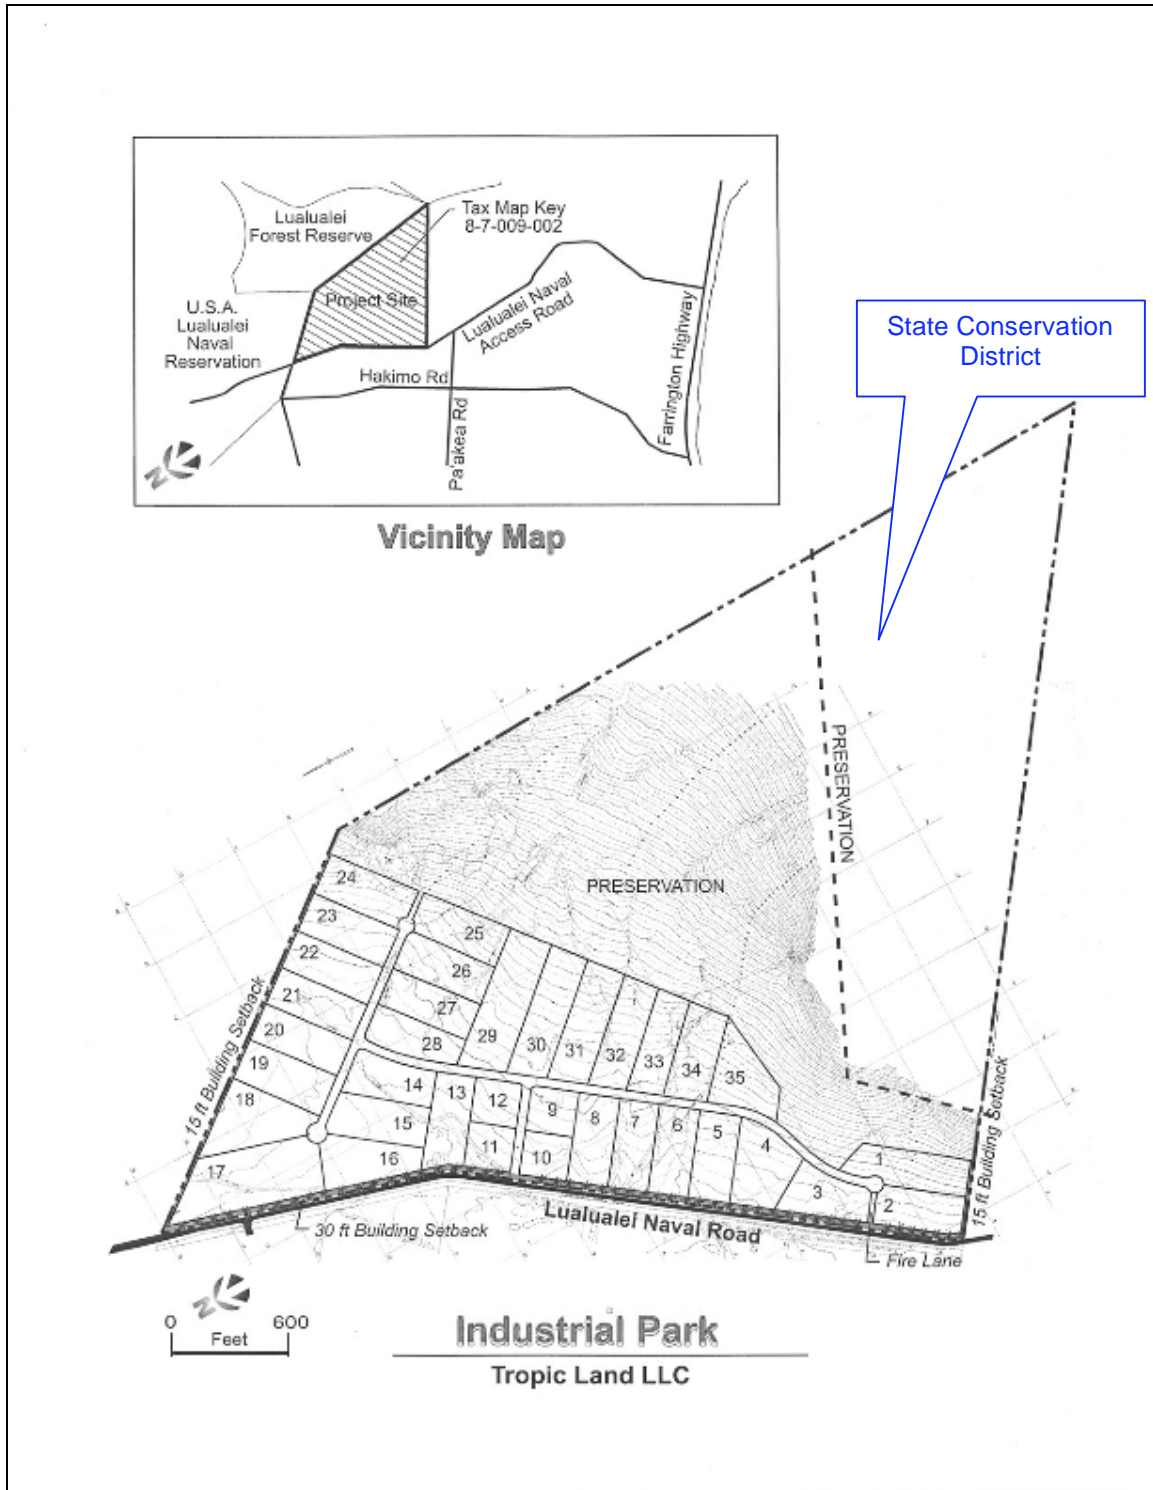 Lualualei
Forest Reserve
Tax Map Key
8-7-009-002
Project Site
U.S.A.
Lualualei
Naval
Reservation
Lualualei Naval
Access Road
Hakimo Rd
Pa'akea Rd
Farrington Highway
N
Vicinity Map
State Conservation
District
PRESERVATION
PRESERVATION
24
23
22
21
20
19
18
17
25
26
27
28
29
30
31
32
33
34
35
14
13
12
15
16
11
9
10
8
7
6
5
4
3
1
2
15 ft Building Setback
15 ft Building Setback
30 ft Building Setback
Lualualei Naval Road
Fire Lane
N
0 600
Feet
Industrial Park
Tropic Land LLC